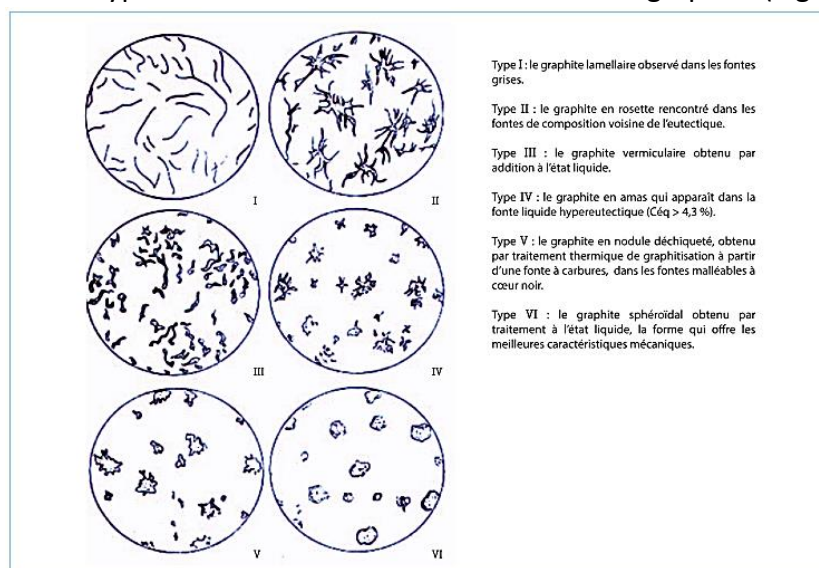 Type I : le graphite lamellaire observé dans les fontes
grises.
Type II : le graphite en rosette rencontré dans les
fontes de composition voisine de l'eutectique.
Type III : le graphite vermiculaire obtenu par
addition à l'état liquide.
Type IV : le graphite en amas qui apparaît dans la
fonte liquide hypereutectique (Céq > 4,3 %).
Type V : le graphite en nodule déchiqueté, obtenu
par traitement thermique de graphitisation à partir
d'une fonte à carbures, dans les fontes malléables à
cœur noir.
Type VI : le graphite sphéroïdal obtenu par
traitement à l'état liquide, la forme qui offre les
meilleures caractéristiques mécaniques.
I
II
III
IV
V
VI